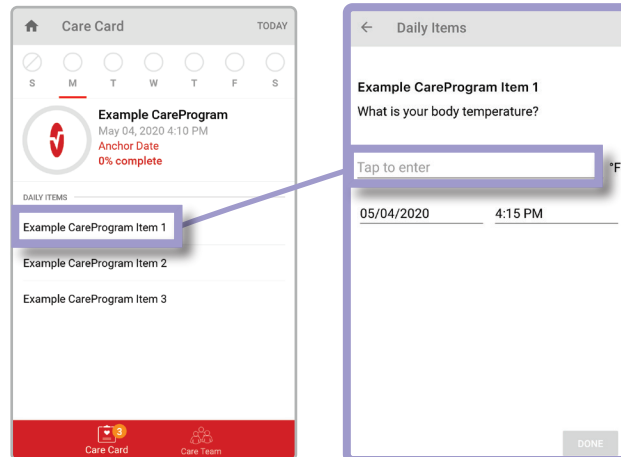 Care Card TODAY
S M T W T F S
Example CareProgram
May 04, 2020 4:10 PM
Anchor Date
0% complete
DAILY ITEMS
Example CareProgram Item 1
Example CareProgram Item 2
Example CareProgram Item 3
3
Care Card Care Team
Daily Items
Example CareProgram Item 1
What is your body temperature?
Tap to enter °F
05/04/2020 4:15 PM
DONE